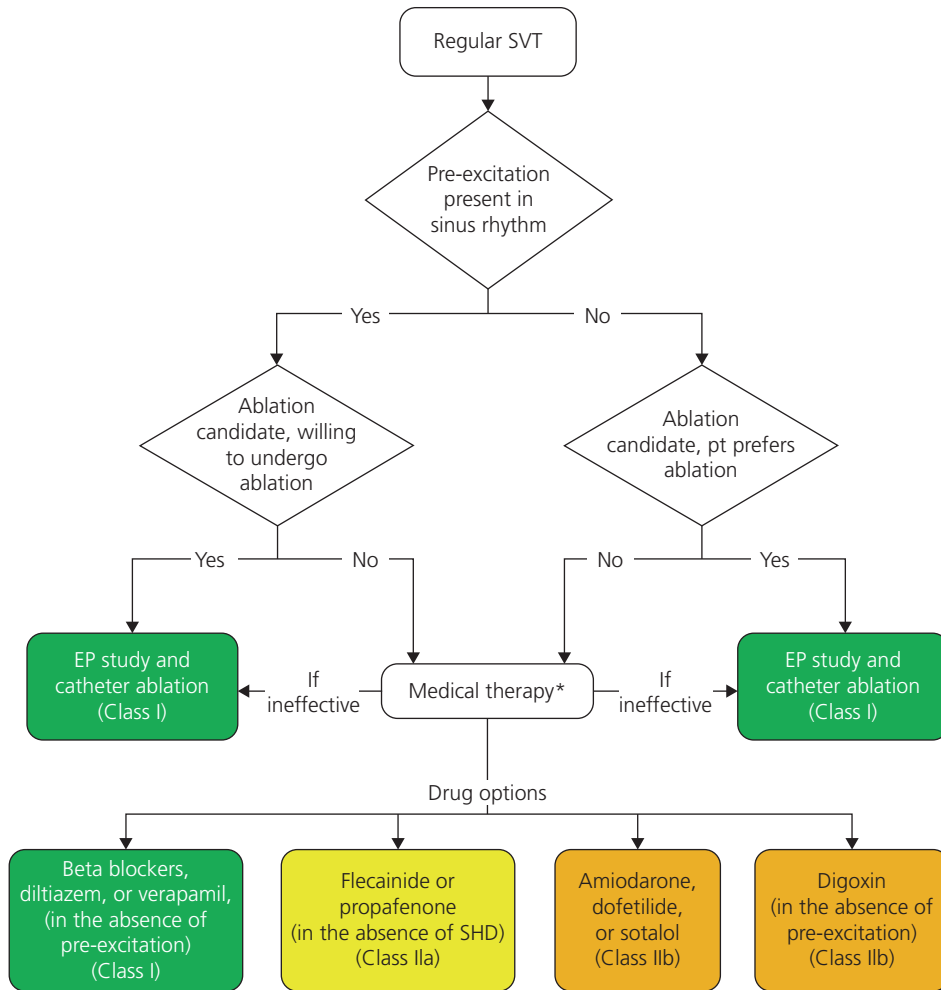 Regular SVT
Pre-excitation
present in
sinus rhythm
Yes
No
Ablation
candidate, willing
to undergo
ablation
Ablation
candidate, pt prefers
ablation
Yes
No
No
Yes
EP study and
catheter ablation
(Class I)
If
ineffective
Medical therapy*
If
ineffective
EP study and
catheter ablation
(Class I)
Drug options
Beta blockers,
diltiazem, or verapamil,
(in the absence of
pre-excitation)
(Class I)
Flecainide or
propafenone
(in the absence of SHD)
(Class IIa)
Amiodarone,
dofetilide,
or sotalol
(Class IIb)
Digoxin
(in the absence of
pre-excitation)
(Class IIb)